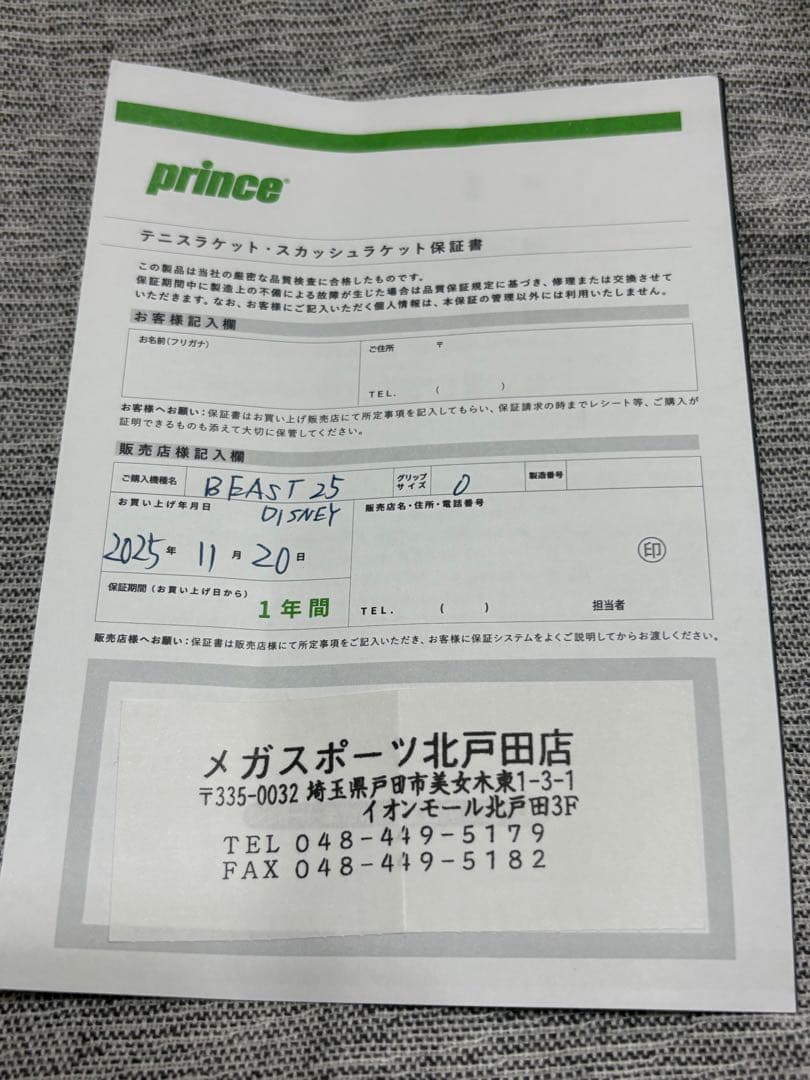 prince
テニスラケット・スカッシュラケット保証書
この製品は当社の厳密な品質検査に合格したものです。
保証期間中に製造上の不備による故障が生じた場合は品質保証規定に基づき、修理または交換させて
いただきます。なお、お客様にご記入いただく個人情報は、本保証の管理以外には利用いたしません。
お客様記入欄
お名前(フリガナ)
ご住所 〒
TEL. ( )
お客様へお願い：保証書はお買い上げ販売店にて所定事項を記入してもらい、保証請求の時までレシート等、ご購入が
証明できるものも添えて大切に保管してください。
販売店様記入欄
ご購入機種名 BEAST 25
DISNEY
グリップ
サイズ 0
製造番号
お買い上げ年月日
2025年 11月 20日
保証期間(お買い上げ日から)
1年間
販売店名・住所・電話番号
印
TEL. ( ) 担当者
販売店様へお願い：保証書は販売店様にて所定事項をご記入いただき、お客様に保証システムをよくご説明してからお渡しください。
メガスポーツ北戸田店
〒335-0032 埼玉県戸田市美女木東1-3-1
イオンモール北戸田3F
TEL 048-449-5179
FAX 048-449-5182